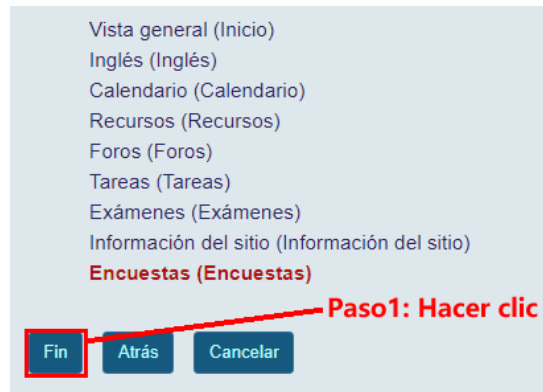 Vista general (Inicio)
Inglés (Inglés)
Calendario (Calendario)
Recursos (Recursos)
Foros (Foros)
Tareas (Tareas)
Exámenes (Exámenes)
Información del sitio (Información del sitio)
Encuestas (Encuestas)
Paso1: Hacer clic
Fin Atrás Cancelar